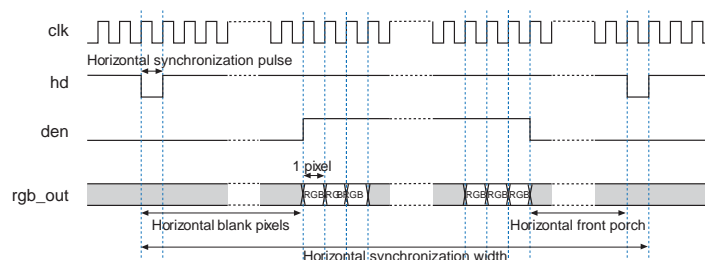 clk
Horizontal synchronization pulse
hd
den
1 pixel
rgb_out
RGB RGB RGB RGB RGB RGB
Horizontal blank pixels
Horizontal front porch
Horizontal synchronization width